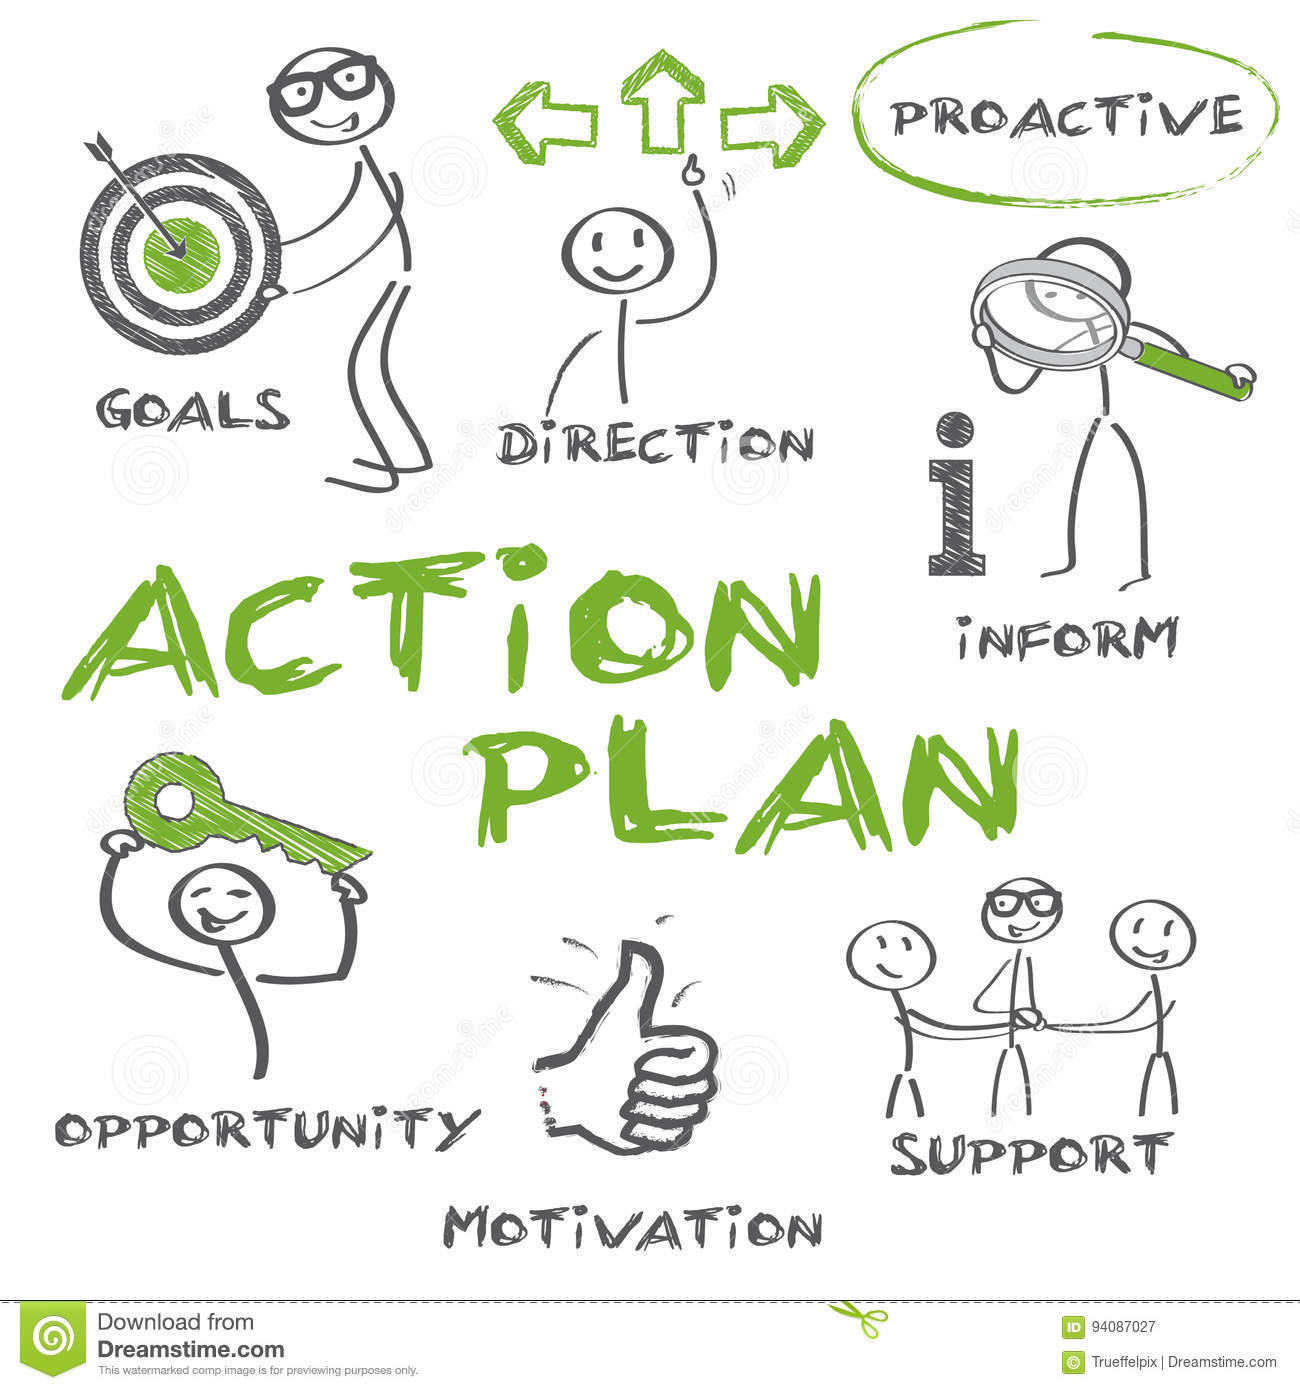 PROACTIVE
GOALS
DIRECTION
i
INFORM
ACTION
PLAN
OPPORTUNITY
MOTIVATION
SUPPORT
Download from
Dreamstime.com
This watermarked comp image is for previewing purposes only.
ID 94087027
© Trueffelpix | Dreamstime.com
dreamstime